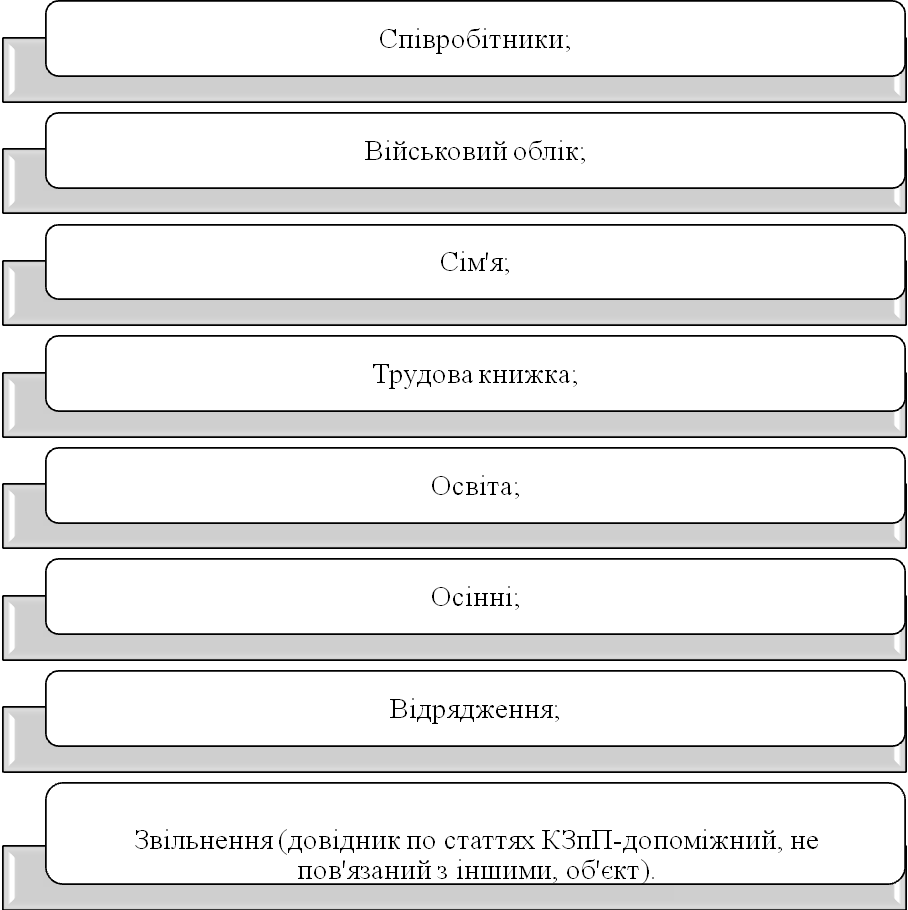 Співробітники;
Військовий облік;
Сім'я;
Трудова книжка;
Освіта;
Осінні;
Відрядження;
Звільнення (довідник по статтях КЗпП-допоміжний, не
пов'язаний з іншими, об'єкт).